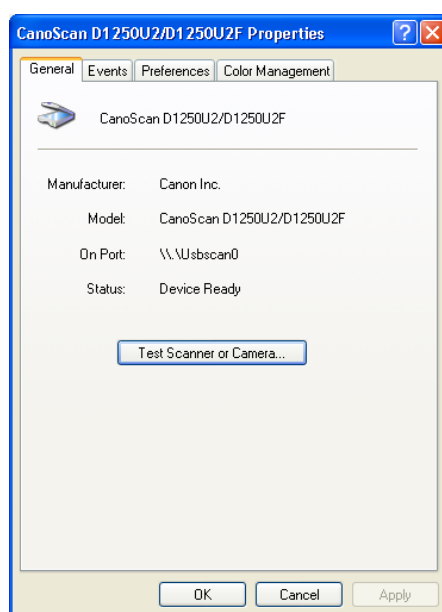 CanoScan D1250U2/D1250U2F Properties
General Events Preferences Color Management
CanoScan D1250U2/D1250U2F
Manufacturer: Canon Inc.
Model: CanoScan D1250U2/D1250U2F
On Port: \\.\Usbscan0
Status: Device Ready
Test Scanner or Camera...
OK Cancel Apply